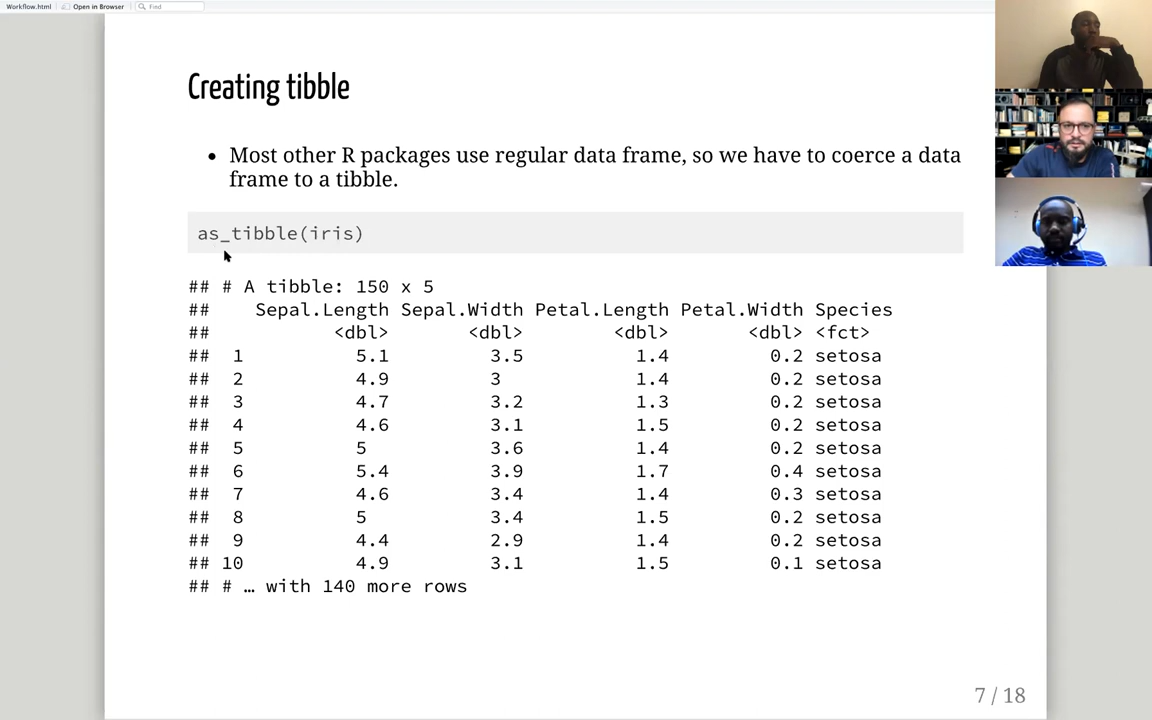 Workflow.html Open in Browser Find
Creating tibble
• Most other R packages use regular data frame, so we have to coerce a data
frame to a tibble.
as_tibble(iris)
## # A tibble: 150 x 5
##    Sepal.Length Sepal.Width Petal.Length Petal.Width Species
##           <dbl>       <dbl>        <dbl>       <dbl> <fct>
##  1          5.1         3.5          1.4         0.2 setosa
##  2          4.9         3            1.4         0.2 setosa
##  3          4.7         3.2          1.3         0.2 setosa
##  4          4.6         3.1          1.5         0.2 setosa
##  5          5           3.6          1.4         0.2 setosa
##  6          5.4         3.9          1.7         0.4 setosa
##  7          4.6         3.4          1.4         0.3 setosa
##  8          5           3.4          1.5         0.2 setosa
##  9          4.4         2.9          1.4         0.2 setosa
## 10          4.9         3.1          1.5         0.1 setosa
## # … with 140 more rows
7 / 18